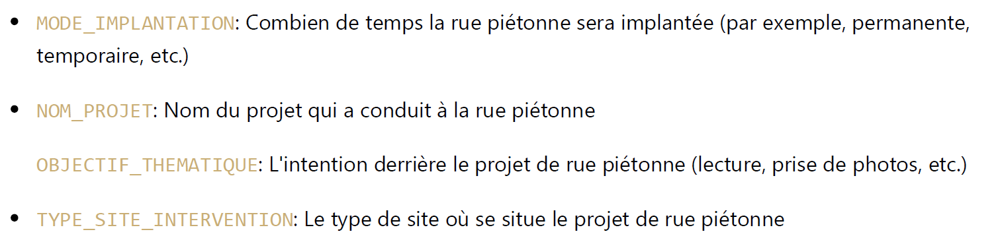 • MODE_IMPLANTATION: Combien de temps la rue piétonne sera implantée (par exemple, permanente,
temporaire, etc.)
• NOM_PROJET: Nom du projet qui a conduit à la rue piétonne
OBJECTIF_THEMATIQUE: L'intention derrière le projet de rue piétonne (lecture, prise de photos, etc.)
• TYPE_SITE_INTERVENTION: Le type de site où se situe le projet de rue piétonne